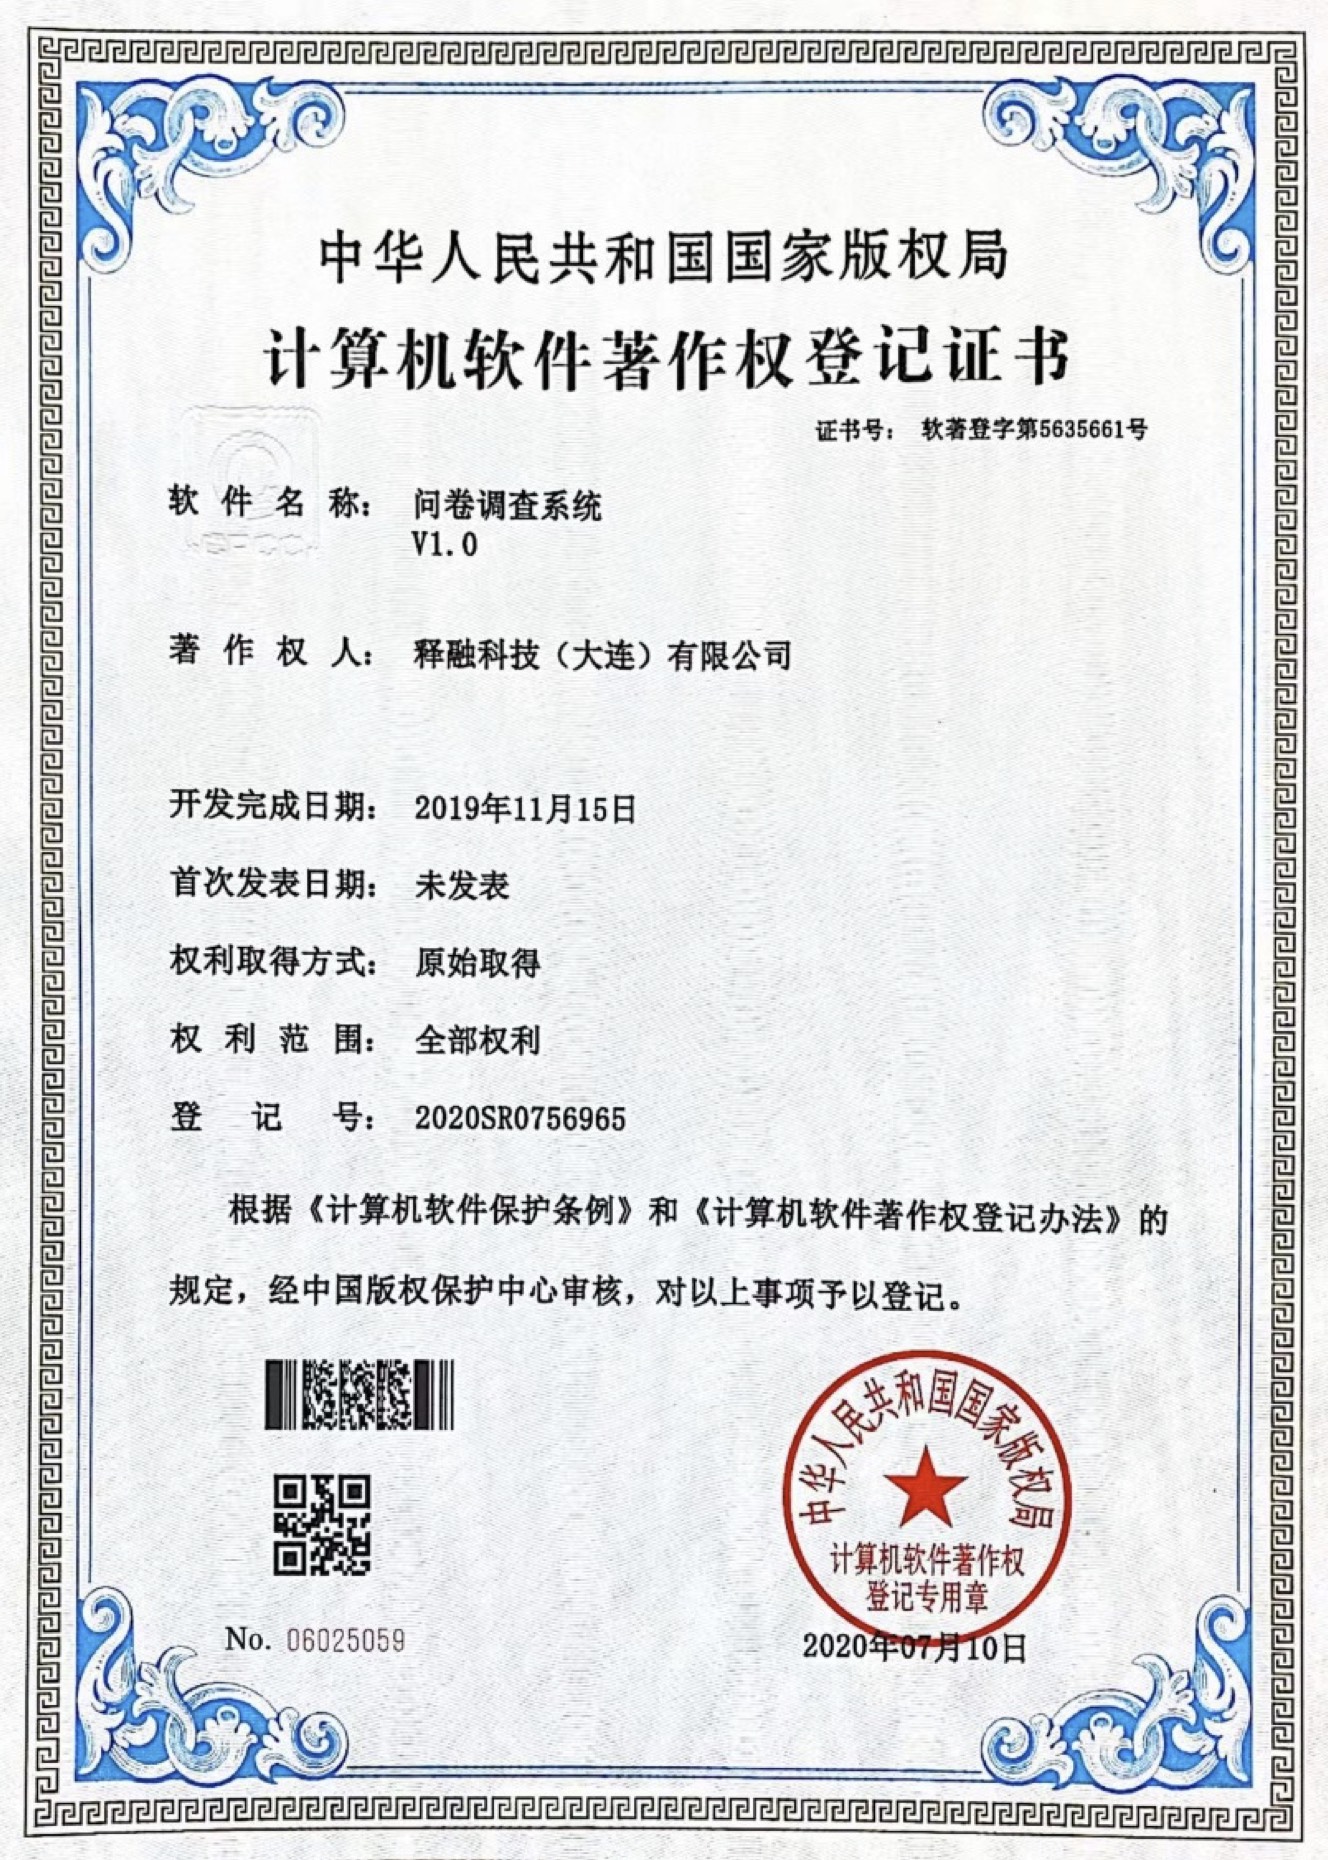 中华人民共和国国家版权局
计算机软件著作权登记证书
证书号： 软著登字第5635661号
软件名称： 问卷调查系统
V1.0
著作权人： 释融科技（大连）有限公司
开发完成日期： 2019年11月15日
首次发表日期： 未发表
权利取得方式： 原始取得
权利范围： 全部权利
登记号： 2020SR0756965
根据《计算机软件保护条例》和《计算机软件著作权登记办法》的
规定，经中国版权保护中心审核，对以上事项予以登记。
中华人民共和国国家版权局
计算机软件著作权
登记专用章
No. 06025059
2020年07月10日